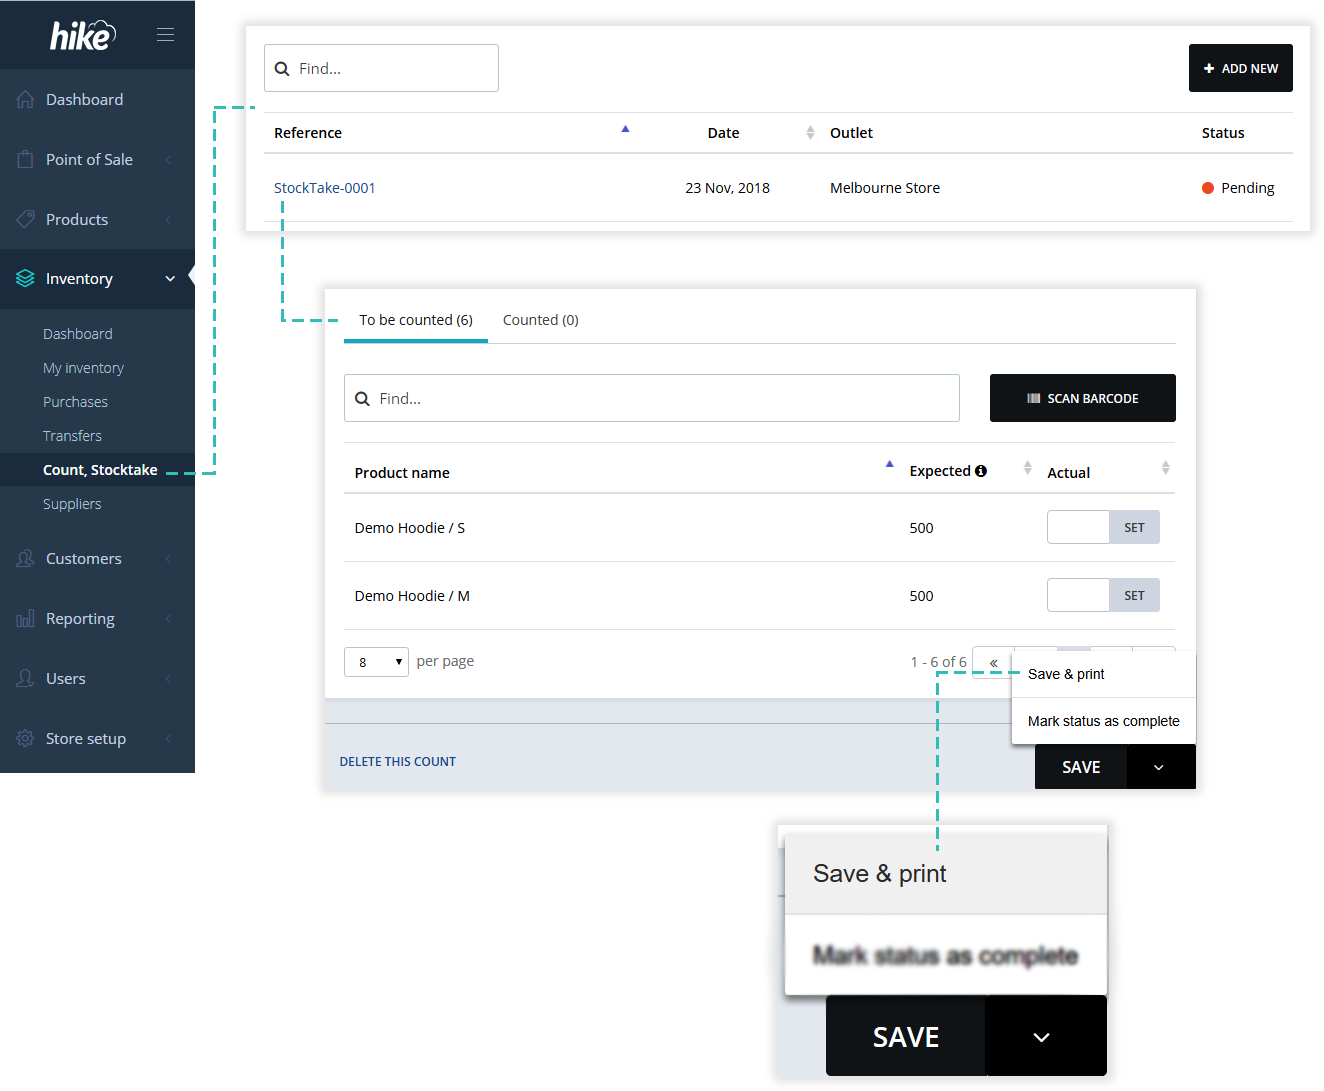 hike
Dashboard
Point of Sale
Products
Inventory
Dashboard
My inventory
Purchases
Transfers
Count, Stocktake
Suppliers
Customers
Reporting
Users
Store setup
Find...
+ ADD NEW
Reference Date Outlet Status
StockTake-0001 23 Nov, 2018 Melbourne Store Pending
To be counted (6) Counted (0)
Find... SCAN BARCODE
Product name Expected Actual
Demo Hoodie / S 500 SET
Demo Hoodie / M 500 SET
8 per page 1 - 6 of 6 «
Save & print
Mark status as complete
DELETE THIS COUNT SAVE
Save & print
Mark status as complete
SAVE